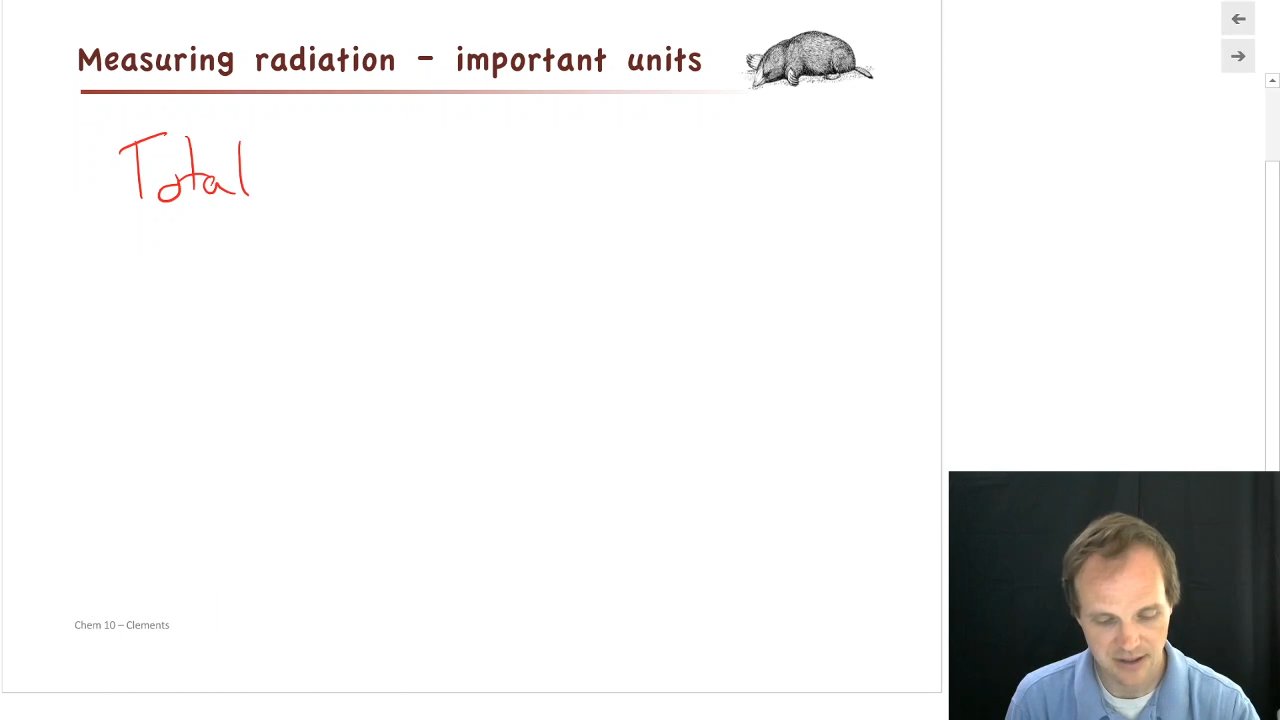 Measuring radiation – important units
Total
Chem 10 – Clements